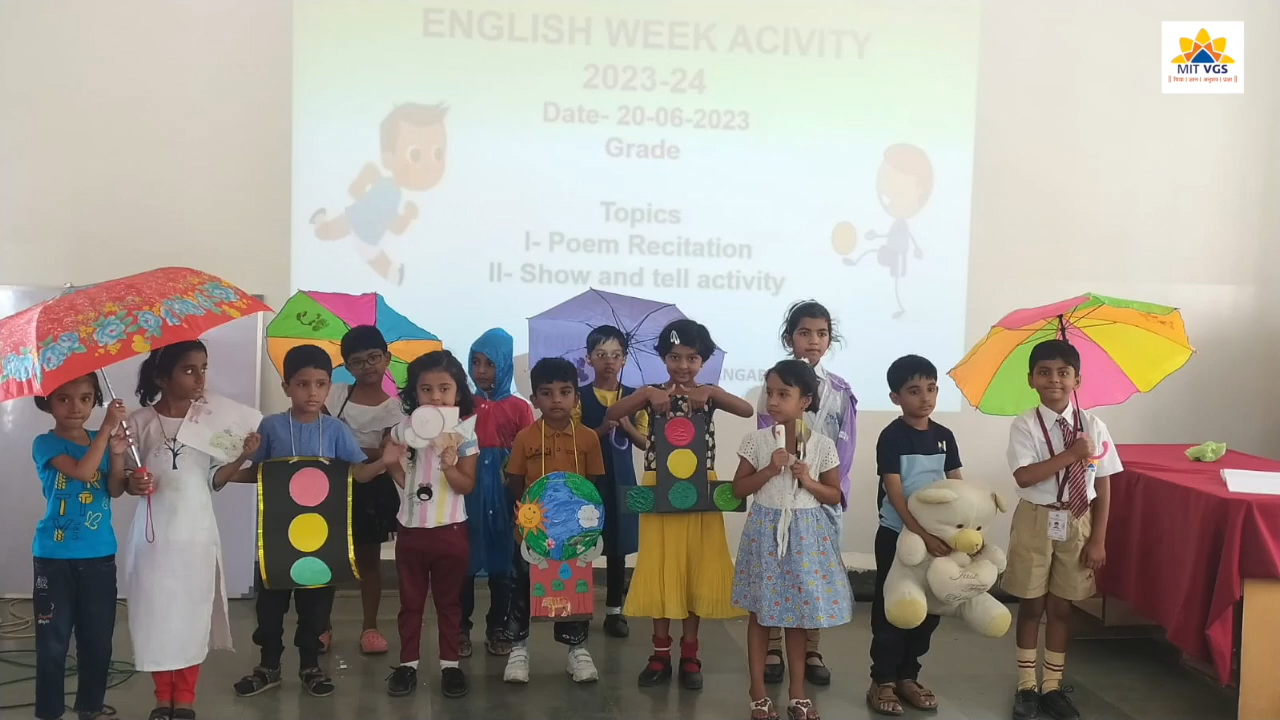 ENGLISH WEEK ACIVITY
2023-24
Date- 20-06-2023
Grade
Topics
I- Poem Recitation
II- Show and tell activity
MIT VGS